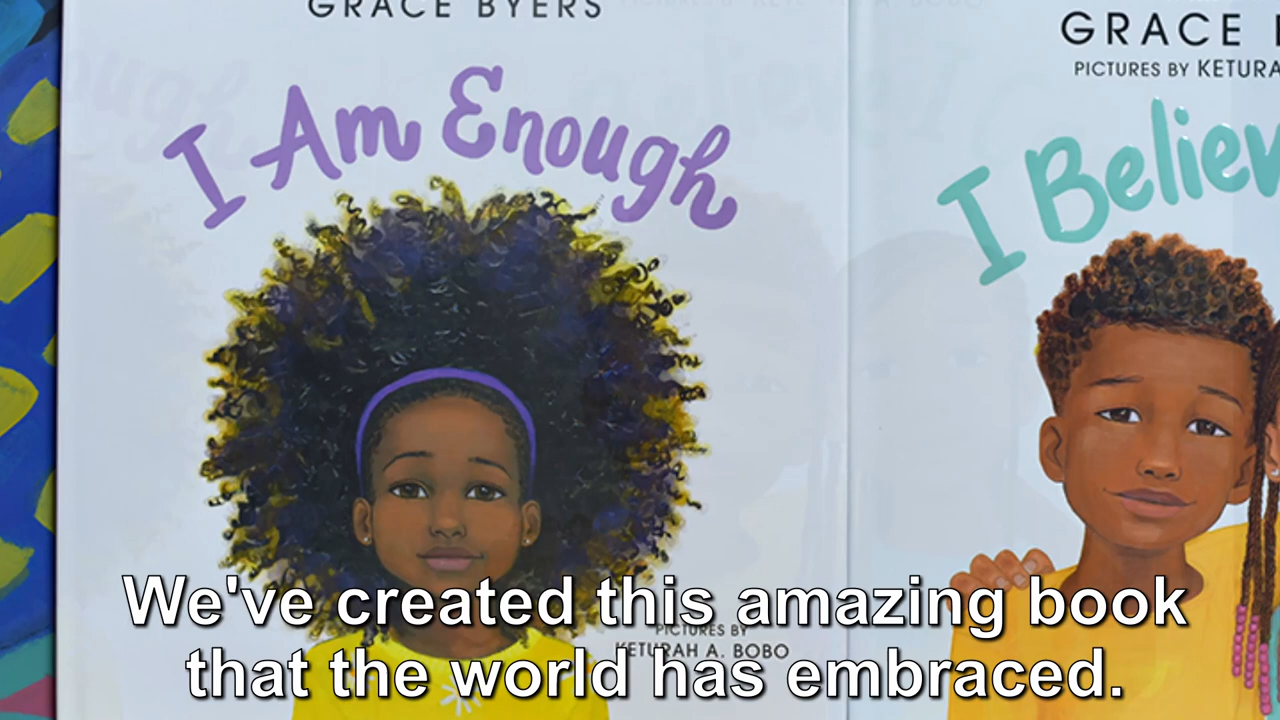 GRACE BYERS
I Am Enough
PICTURES BY
KETURAH A. BOBO
GRACE
PICTURES BY KETURA
I Believ
We've created this amazing book
that the world has embraced.